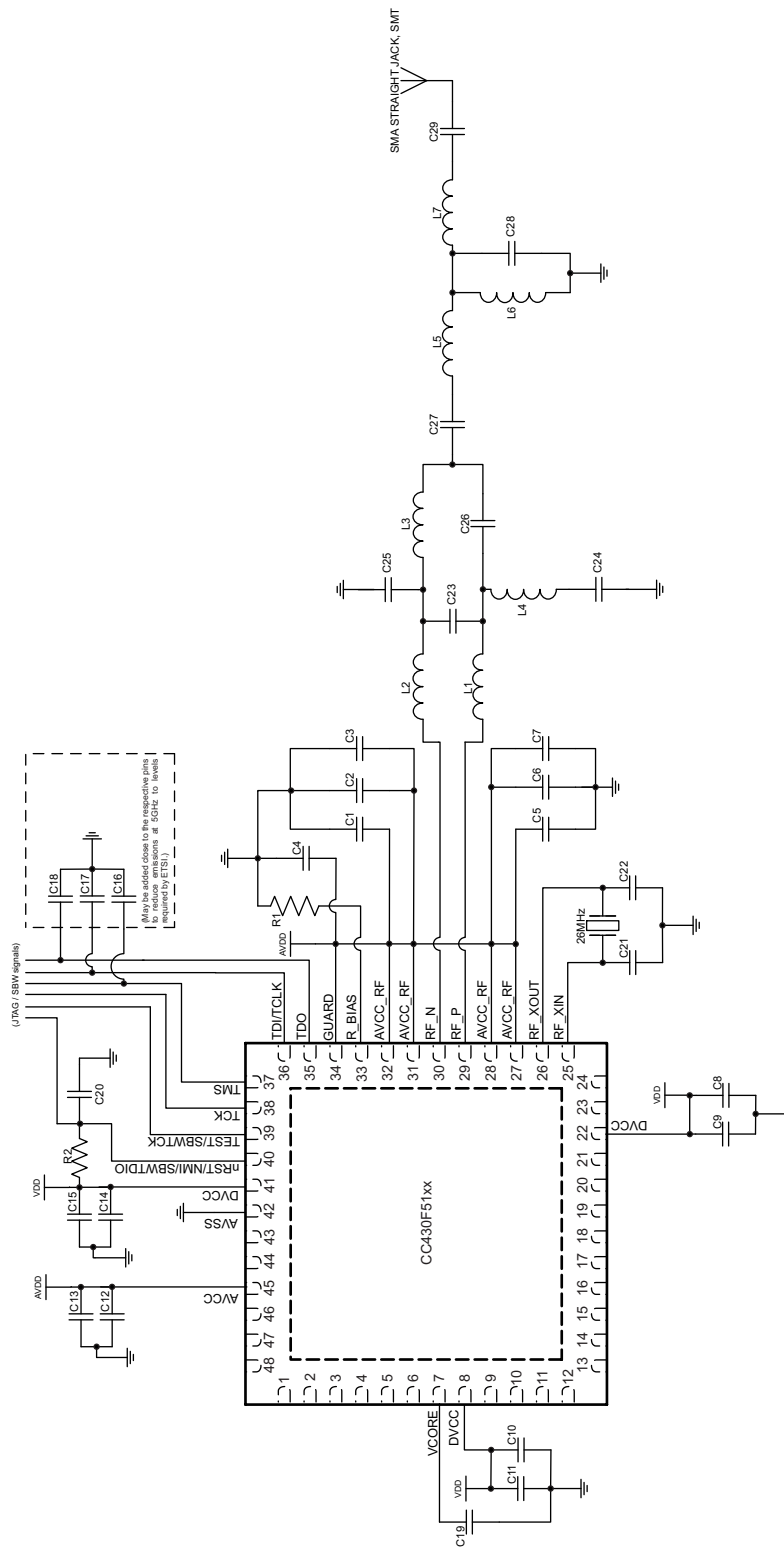 SMA STRAIGHT JACK, SMT
C29
L7
C28
L6
L5
C27
L3
C26
C25
C23
L4
C24
L2
L1
(May be added close to the respective pins
to reduce emissions at 5GHz to levels
required by ETSI.)
C18
C17
C16
(JTAG / SBW signals)
C3
C2
C1
C4
R1
AVDD
C7
C6
C5
C22
C21
26MHz
TDI/TCLK
TDO
GUARD
R_BIAS
AVCC_RF
AVCC_RF
RF_N
RF_P
AVCC_RF
AVCC_RF
RF_XOUT
RF_XIN
36
35
34
33
32
31
30
29
28
27
26
25
C20
R2
VDD
C15
C14
AVDD
C13
C12
TMS
TCK
TEST/SBWTCK
nRST/NMI/SBWTDIO
DVCC
AVSS
AVCC
37
38
39
40
41
42
43
44
45
46
47
48
CC430F51xx
24
23
22
21
20
19
18
17
16
15
14
13
DVCC
VDD
C8
C9
1
2
3
4
5
6
7
8
9
10
11
12
VCORE
DVCC
VDD
C10
C11
C19